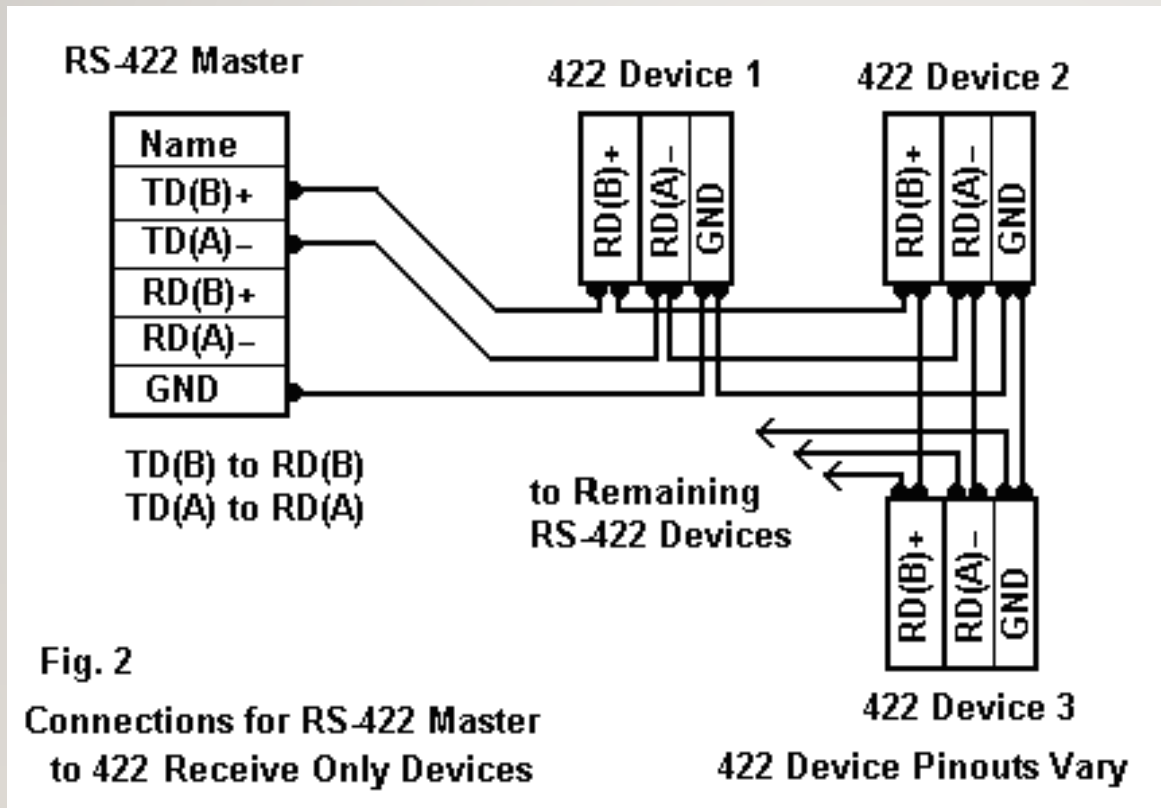 RS-422 Master
422 Device 1
422 Device 2
Name
TD(B)+
TD(A)-
RD(B)+
RD(A)-
GND
RD(B)+
RD(A)-
GND
RD(B)+
RD(A)-
GND
TD(B) to RD(B)
TD(A) to RD(A)
to Remaining
RS-422 Devices
RD(B)+
RD(A)-
GND
422 Device 3
422 Device Pinouts Vary
Fig. 2
Connections for RS-422 Master
to 422 Receive Only Devices